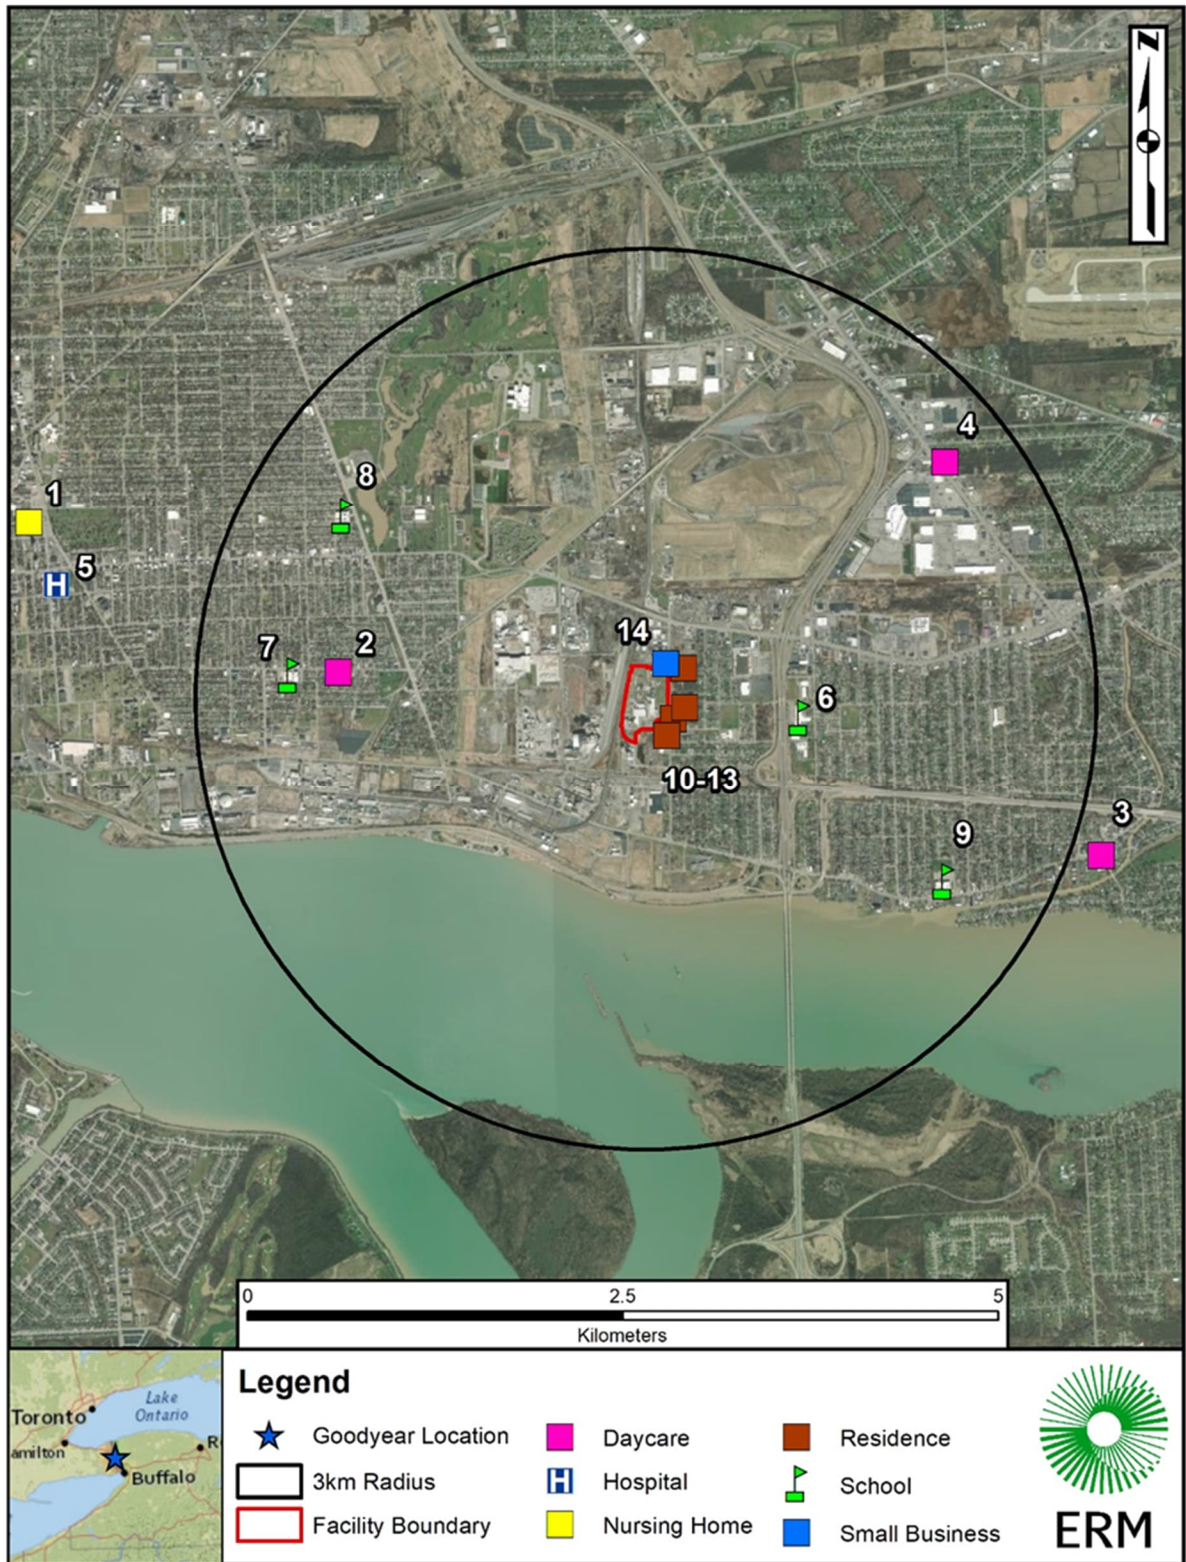 N
4
8
1
5
14
7
2
6
10-13
3
9
0
2.5
5
Kilometers
Toronto
Lake
Ontario
amilton
R
Buffalo
Legend
Goodyear Location
3km Radius
Facility Boundary
Daycare
H Hospital
Nursing Home
Residence
School
Small Business
ERM